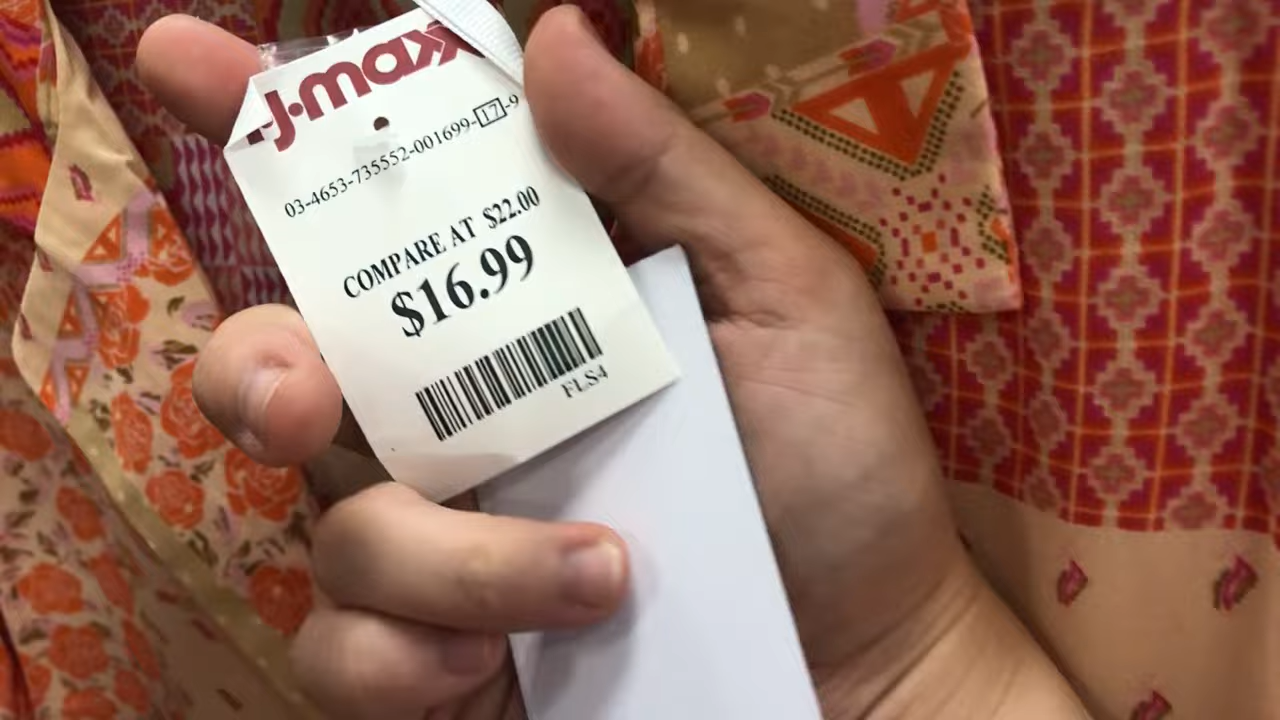 T·J·maxx
03-4653-735552-001699-17-9
COMPARE AT $22.00
$16.99
FLS4